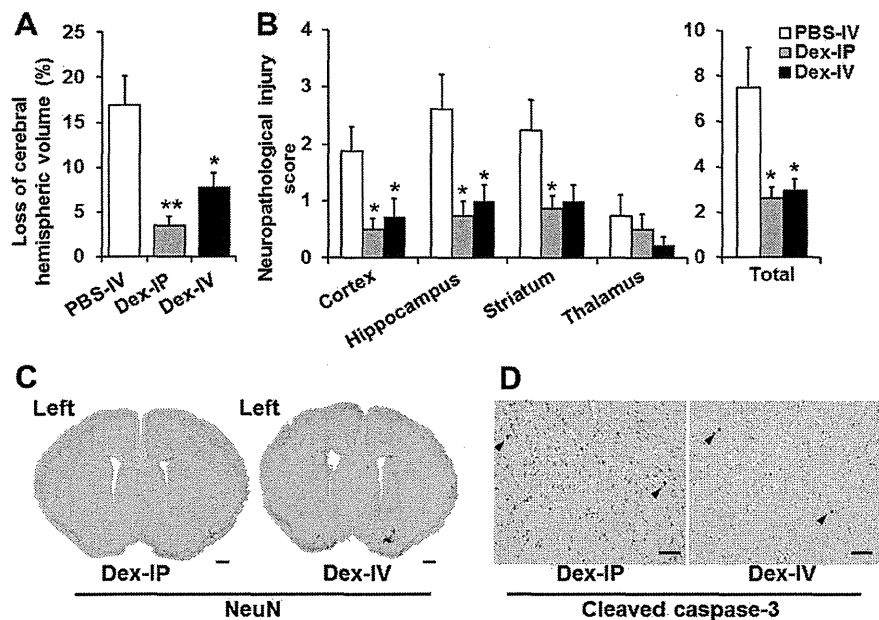 A
Loss of cerebral
hemispheric volume (%)
25
20
15
10
5
0
**
*
PBS-IV
Dex-IP
Dex-IV
B
Neuropathological injury
score
4
3
2
1
0
* *
* *
*
Cortex
Hippocampus
Striatum
Thalamus
10
8
6
4
2
0
* *
Total
PBS-IV
Dex-IP
Dex-IV
C
Left
Left
Dex-IP
Dex-IV
NeuN
D
Dex-IP
Dex-IV
Cleaved caspase-3